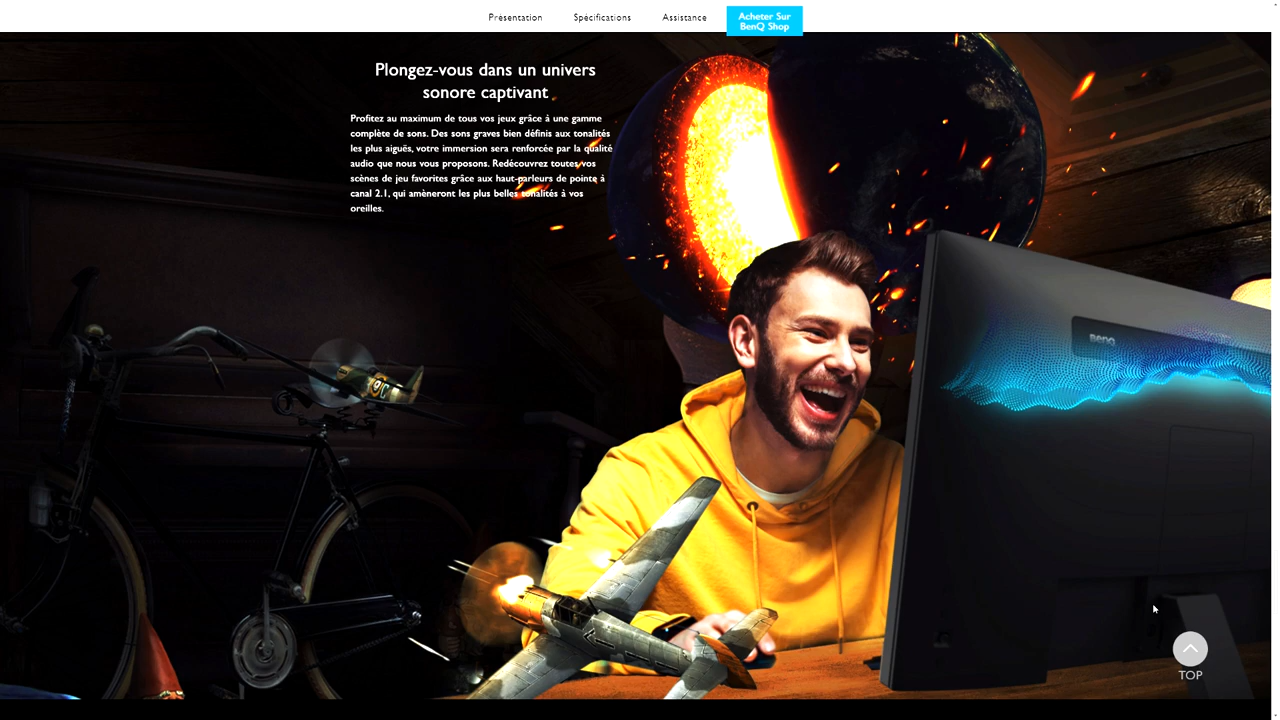 Présentation
Spécifications
Assistance
Acheter Sur
BenQ Shop
Plongez-vous dans un univers
sonore captivant
Profitez au maximum de tous vos jeux grâce à une gamme
complète de sons. Des sons graves bien définis aux tonalités
les plus aiguës, votre immersion sera renforcée par la qualité
audio que nous vous proposons. Redécouvrez toutes vos
scènes de jeu favorites grâce aux haut-parleurs de pointe à
canal 2.1, qui amèneront les plus belles tonalités à vos
oreilles.
BenQ
TOP